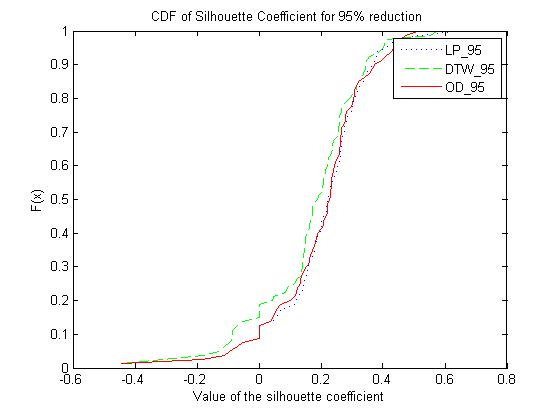 CDF of Silhouette Coefficient for 95% reduction
1
0.9
0.8
0.7
0.6
0.5
0.4
0.3
0.2
0.1
0
F(x)
LP_95
DTW_95
OD_95
-0.6 -0.4 -0.2 0 0.2 0.4 0.6 0.8
Value of the silhouette coefficient